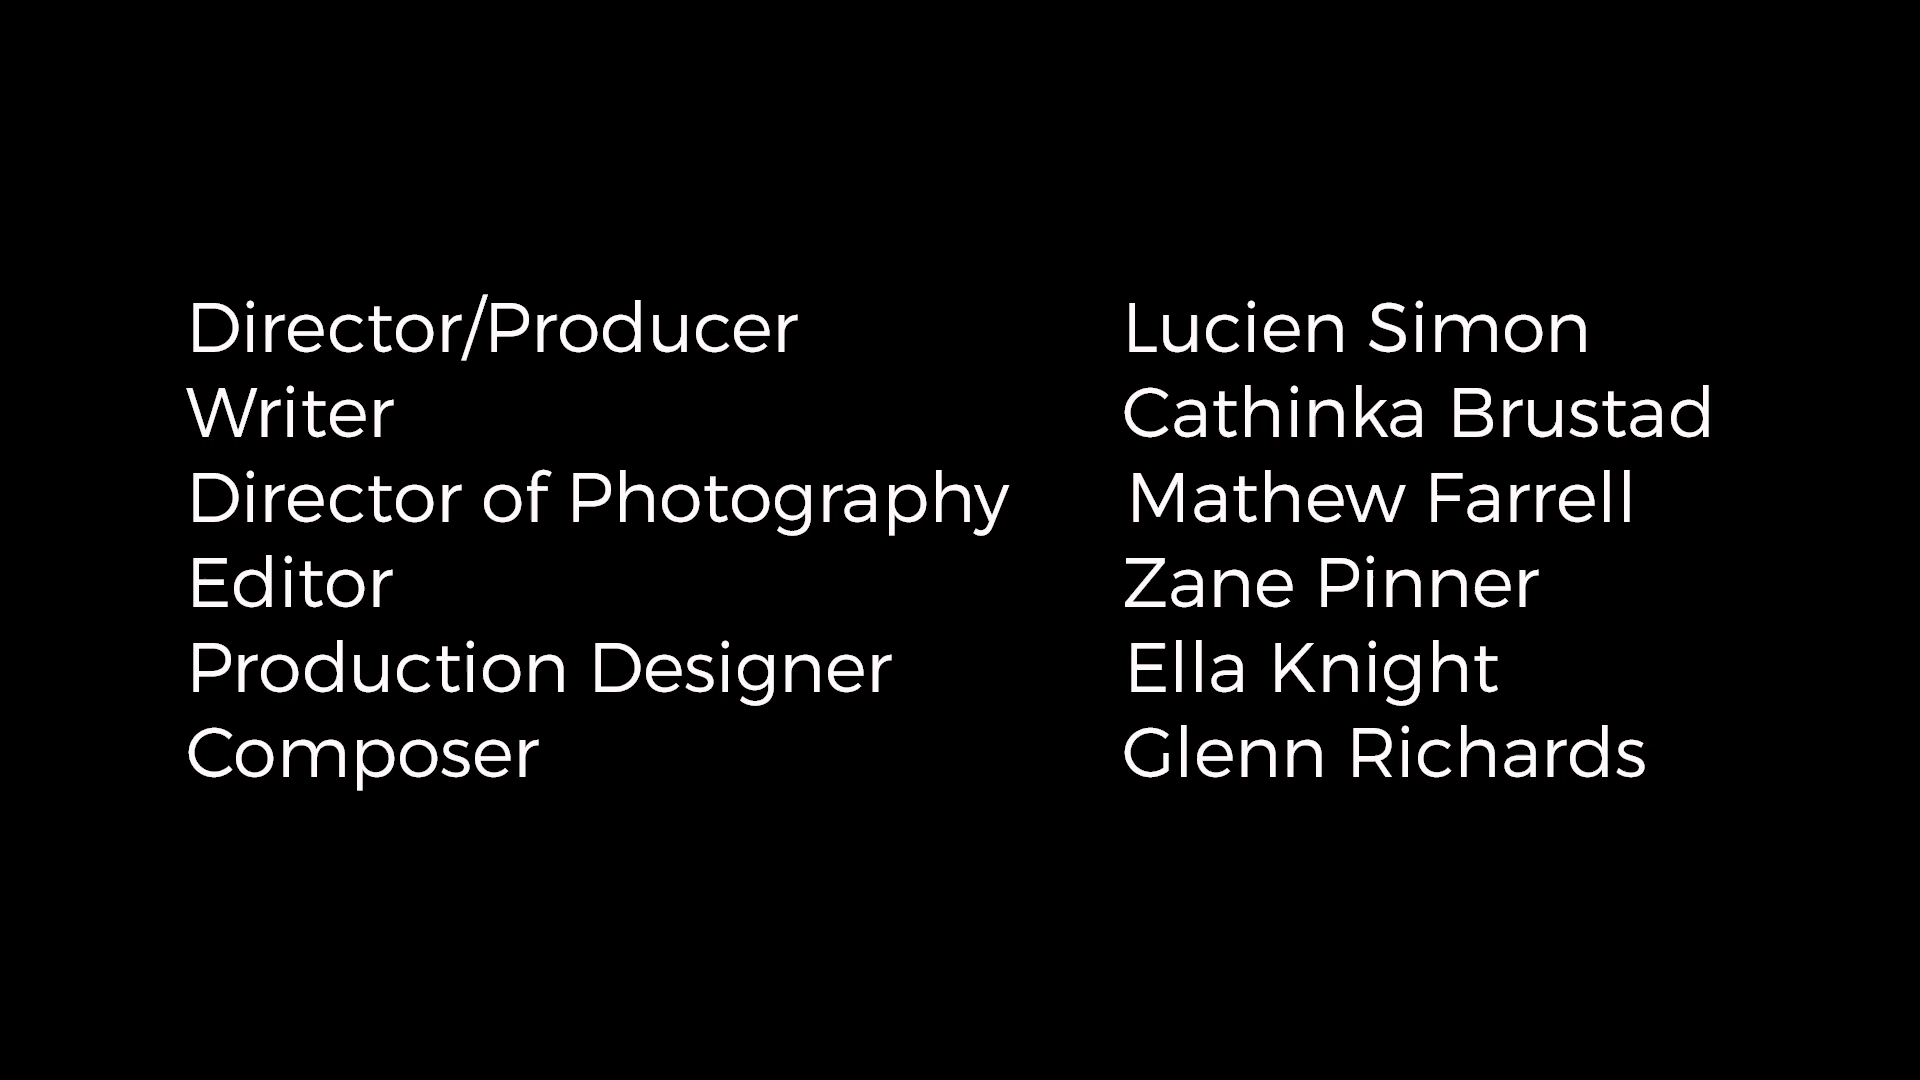 Director/Producer Lucien Simon
Writer Cathinka Brustad
Director of Photography Mathew Farrell
Editor Zane Pinner
Production Designer Ella Knight
Composer Glenn Richards